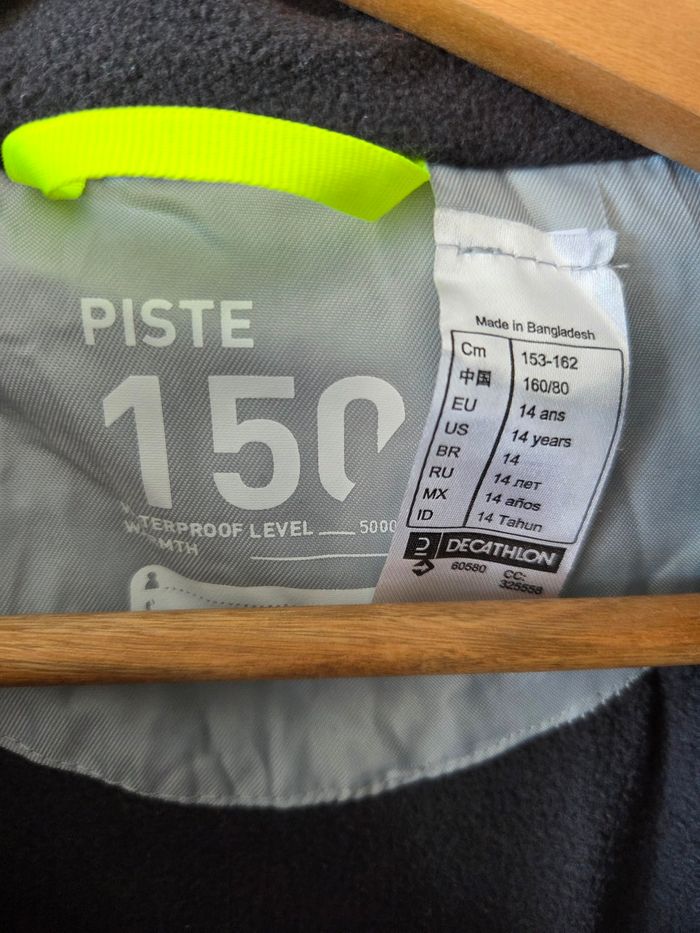 PISTE
150
WATERPROOF LEVEL 5000
Made in Bangladesh
Cm 153-162
中国 160/80
EU 14 ans
US 14 years
BR 14
RU 14 лет
MX 14 años
ID 14 Tahun
DECATHLON
60580 CC:
325558